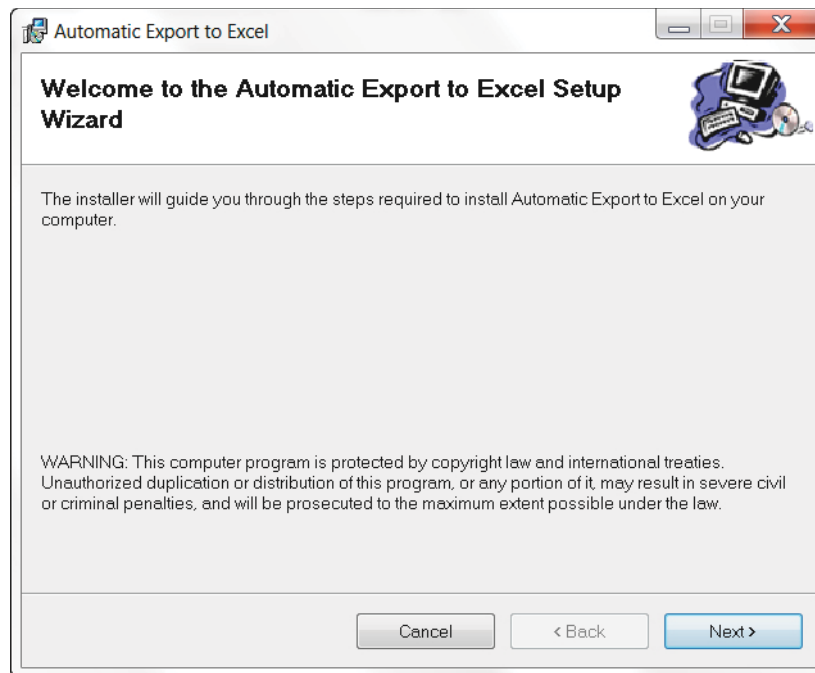 Automatic Export to Excel
Welcome to the Automatic Export to Excel Setup
Wizard
The installer will guide you through the steps required to install Automatic Export to Excel on your
computer.
WARNING: This computer program is protected by copyright law and international treaties.
Unauthorized duplication or distribution of this program, or any portion of it, may result in severe civil
or criminal penalties, and will be prosecuted to the maximum extent possible under the law.
Cancel
< Back
Next >